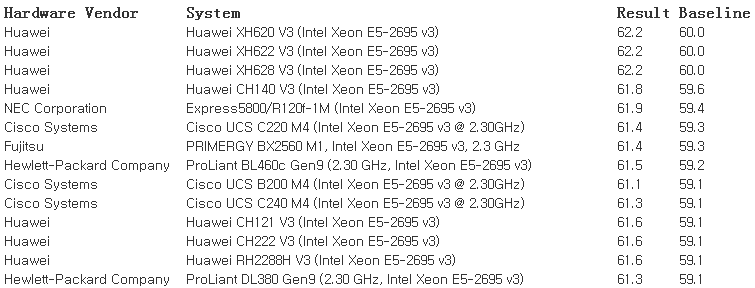 Hardware Vendor System Result Baseline
Huawei Huawei XH620 V3 (Intel Xeon E5-2695 v3) 62.2 60.0
Huawei Huawei XH622 V3 (Intel Xeon E5-2695 v3) 62.2 60.0
Huawei Huawei XH628 V3 (Intel Xeon E5-2695 v3) 62.2 60.0
Huawei Huawei CH140 V3 (Intel Xeon E5-2695 v3) 61.8 59.6
NEC Corporation Express5800/R120f-1M (Intel Xeon E5-2695 v3) 61.9 59.4
Cisco Systems Cisco UCS C220 M4 (Intel Xeon E5-2695 v3 @ 2.30GHz) 61.4 59.3
Fujitsu PRIMERGY BX2560 M1, Intel Xeon E5-2695 v3, 2.3 GHz 61.4 59.3
Hewlett-Packard Company ProLiant BL460c Gen9 (2.30 GHz, Intel Xeon E5-2695 v3) 61.5 59.2
Cisco Systems Cisco UCS B200 M4 (Intel Xeon E5-2695 v3 @ 2.30GHz) 61.1 59.1
Cisco Systems Cisco UCS C240 M4 (Intel Xeon E5-2695 v3 @ 2.30GHz) 61.3 59.1
Huawei Huawei CH121 V3 (Intel Xeon E5-2695 v3) 61.6 59.1
Huawei Huawei CH222 V3 (Intel Xeon E5-2695 v3) 61.6 59.1
Huawei Huawei RH2288H V3 (Intel Xeon E5-2695 v3) 61.6 59.1
Hewlett-Packard Company ProLiant DL380 Gen9 (2.30 GHz, Intel Xeon E5-2695 v3) 61.3 59.1